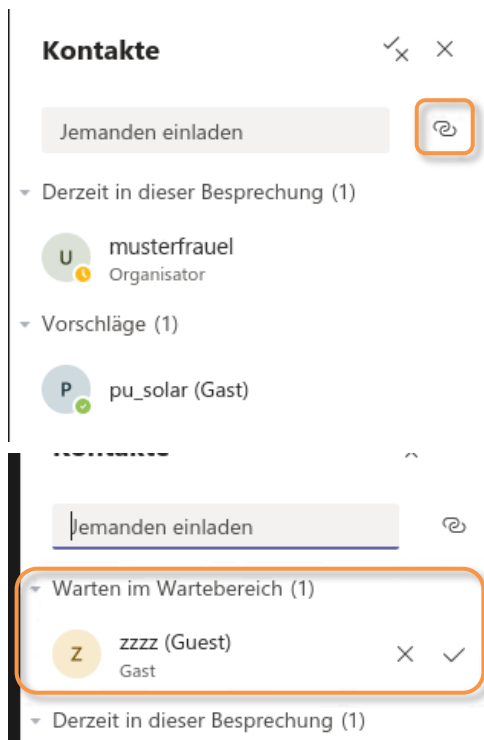 Kontakte
Jemanden einladen
Derzeit in dieser Besprechung (1)
U
musterfrauel
Organisator
Vorschläge (1)
P
pu_solar (Gast)
Kontakte
Jemanden einladen
Warten im Wartebereich (1)
Z
zzzz (Guest)
Gast
Derzeit in dieser Besprechung (1)